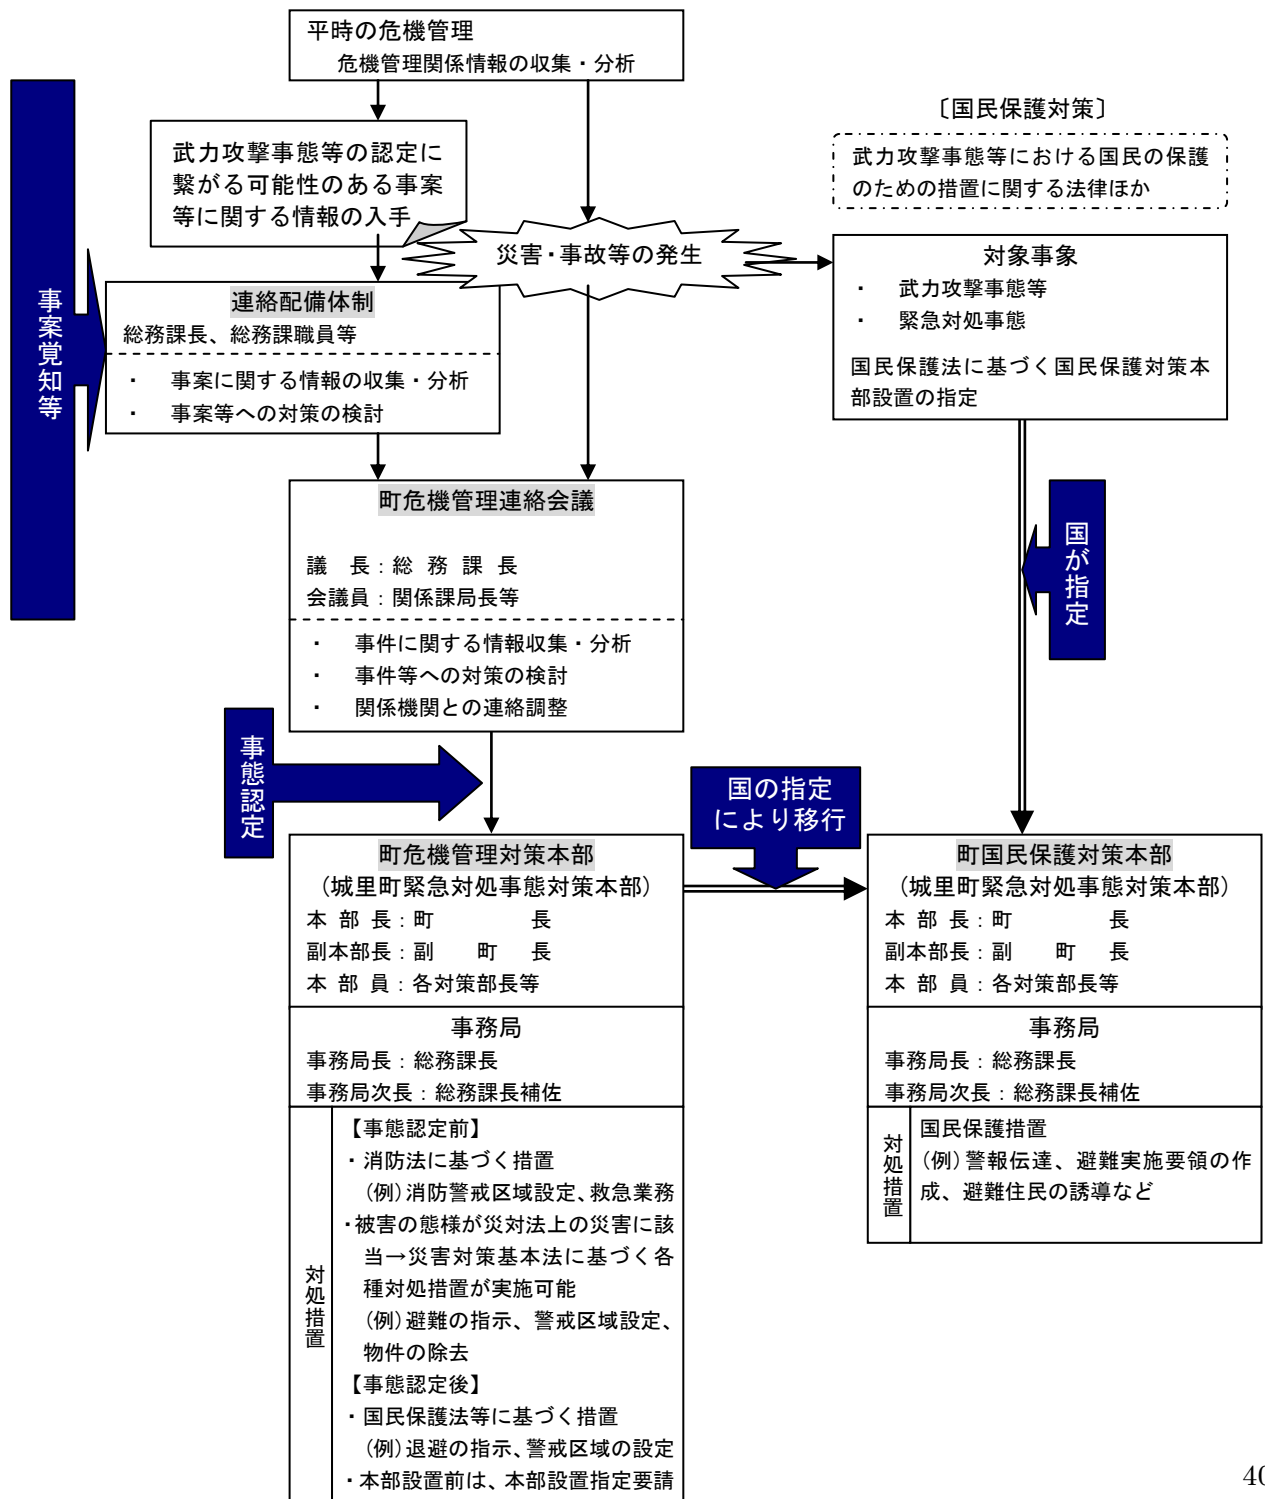 平時の危機管理
危機管理関係情報の収集・分析
武力攻撃事態等の認定に
繋がる可能性のある事案
等に関する情報の入手
災害・事故等の発生
〔国民保護対策〕
武力攻撃事態等における国民の保護
のための措置に関する法律ほか
対象事象
・ 武力攻撃事態等
・ 緊急対処事態
国民保護法に基づく国民保護対策本
部設置の指定
事案覚知等
連絡配備体制
総務課長、総務課職員等
・ 事案に関する情報の収集・分析
・ 事案等への対策の検討
町危機管理連絡会議
議　長：総 務 課 長
会議員：関係課局長等
・ 事件に関する情報収集・分析
・ 事件等への対策の検討
・ 関係機関との連絡調整
国が指定
事態認定
国の指定
により移行
町危機管理対策本部
（城里町緊急対処事態対策本部）
本 部 長：町　　　　長
副本部長：副　町　長
本 部 員：各対策部長等
事務局
事務局長：総務課長
事務局次長：総務課長補佐
対処措置
【事態認定前】
・消防法に基づく措置
(例)消防警戒区域設定、救急業務
・被害の態様が災対法上の災害に該
当→災害対策基本法に基づく各
種対処措置が実施可能
(例)避難の指示、警戒区域設定、
物件の除去
【事態認定後】
・国民保護法等に基づく措置
(例)退避の指示、警戒区域の設定
・本部設置前は、本部設置指定要請
町国民保護対策本部
（城里町緊急対処事態対策本部）
本 部 長：町　　　　長
副本部長：副　町　長
本 部 員：各対策部長等
事務局
事務局長：総務課長
事務局次長：総務課長補佐
対処措置
国民保護措置
(例)警報伝達、避難実施要領の作
成、避難住民の誘導など
40